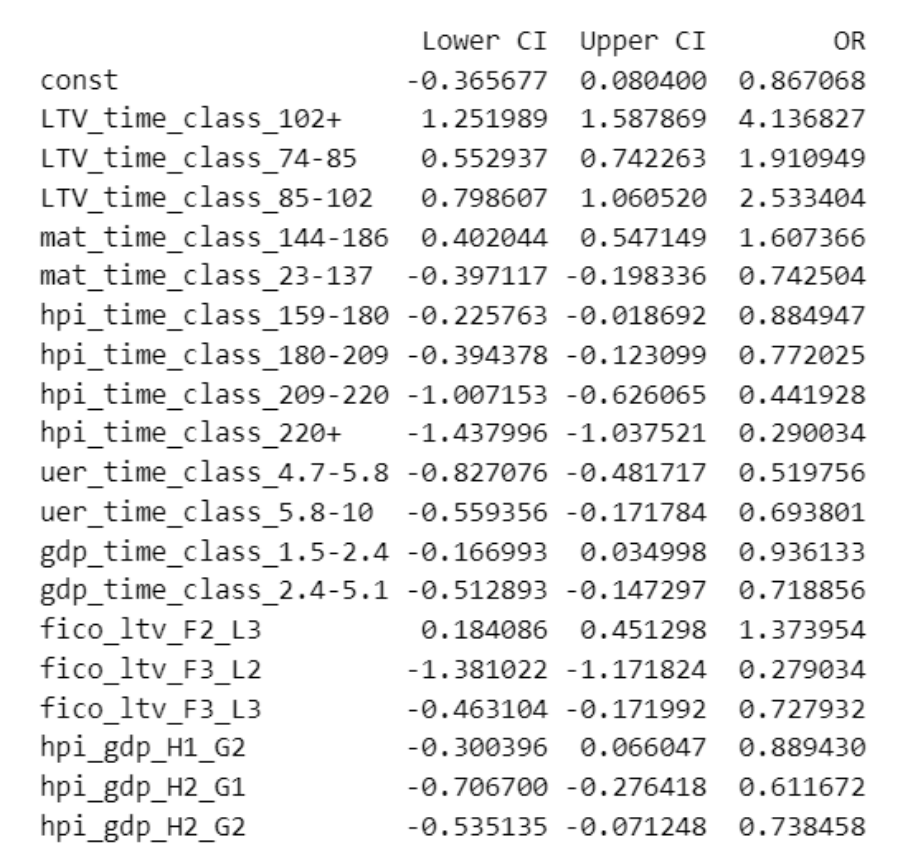 Lower CI Upper CI OR
const -0.365677 0.080400 0.867068
LTV_time_class_102+ 1.251989 1.587869 4.136827
LTV_time_class_74-85 0.552937 0.742263 1.910949
LTV_time_class_85-102 0.798607 1.060520 2.533404
mat_time_class_144-186 0.402044 0.547149 1.607366
mat_time_class_23-137 -0.397117 -0.198336 0.742504
hpi_time_class_159-180 -0.225763 -0.018692 0.884947
hpi_time_class_180-209 -0.394378 -0.123099 0.772025
hpi_time_class_209-220 -1.007153 -0.626065 0.441928
hpi_time_class_220+ -1.437996 -1.037521 0.290034
uer_time_class_4.7-5.8 -0.827076 -0.481717 0.519756
uer_time_class_5.8-10 -0.559356 -0.171784 0.693801
gdp_time_class_1.5-2.4 -0.166993 0.034998 0.936133
gdp_time_class_2.4-5.1 -0.512893 -0.147297 0.718856
fico_ltv_F2_L3 0.184086 0.451298 1.373954
fico_ltv_F3_L2 -1.381022 -1.171824 0.279034
fico_ltv_F3_L3 -0.463104 -0.171992 0.727932
hpi_gdp_H1_G2 -0.300396 0.066047 0.889430
hpi_gdp_H2_G1 -0.706700 -0.276418 0.611672
hpi_gdp_H2_G2 -0.535135 -0.071248 0.738458